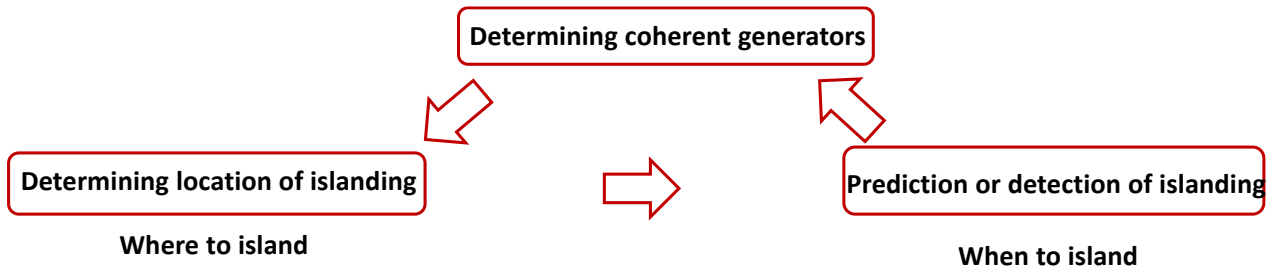 Determining coherent generators
Determining location of islanding
Prediction or detection of islanding
Where to island
When to island